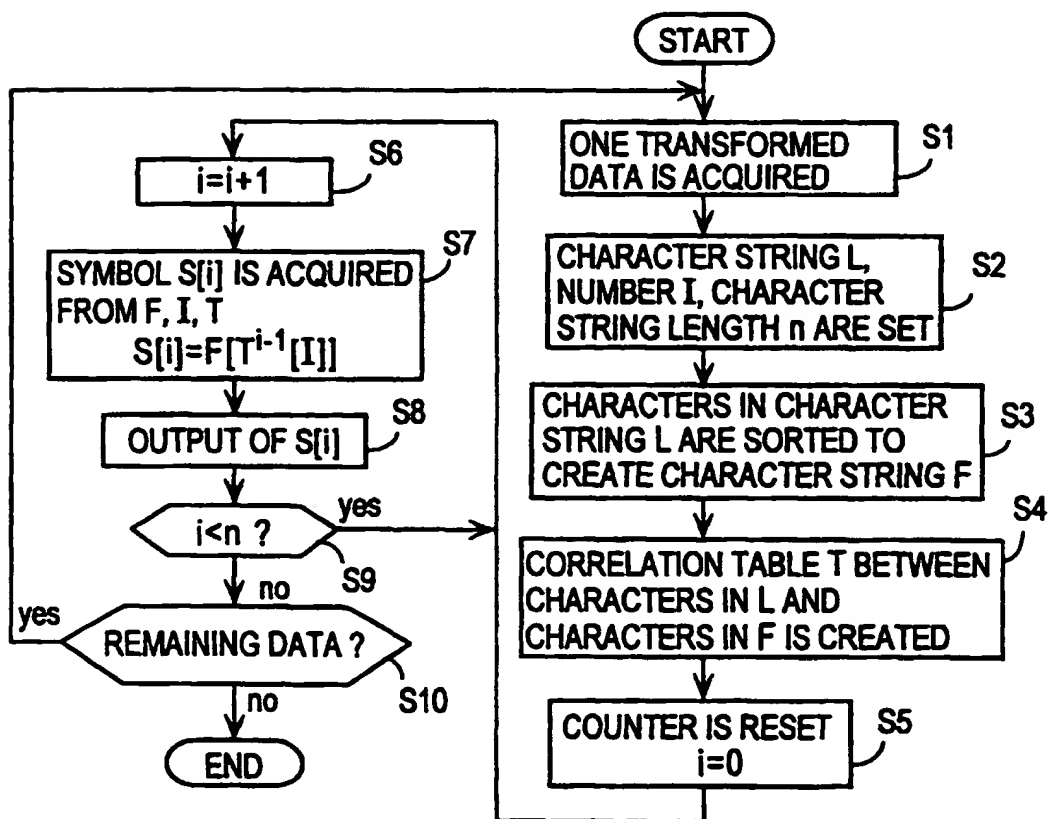 START
ONE TRANSFORMED
DATA IS ACQUIRED
S1
CHARACTER STRING L,
NUMBER I, CHARACTER
STRING LENGTH n ARE SET
S2
CHARACTERS IN CHARACTER
STRING L ARE SORTED TO
CREATE CHARACTER STRING F
S3
CORRELATION TABLE T BETWEEN
CHARACTERS IN L AND
CHARACTERS IN F IS CREATED
S4
COUNTER IS RESET
i=0
S5
i=i+1
S6
SYMBOL S[i] IS ACQUIRED
FROM F, I, T
S[i]=F[T^{i-1}[I]]
S7
OUTPUT OF S[i]
S8
i<n ?
yes
S9
no
REMAINING DATA ?
yes
S10
no
END